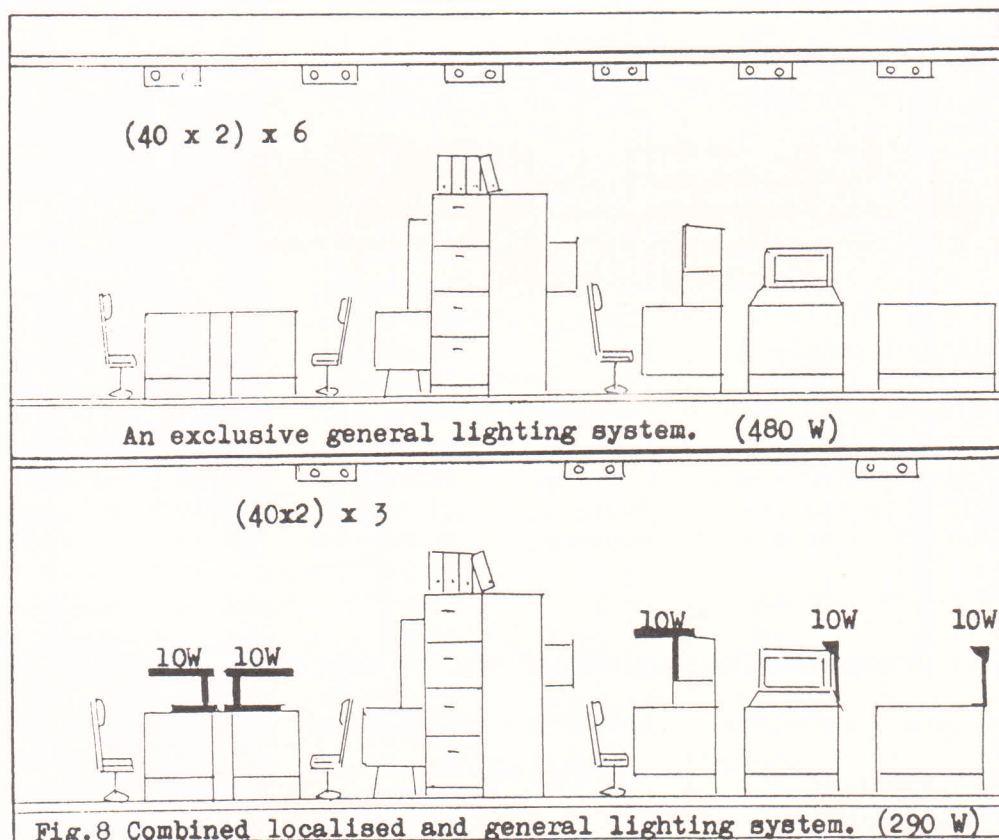 (40 x 2) x 6
An exclusive general lighting system. (480 W)
(40x2) x 3
10W 10W
10W
10W
10W
Fig.8 Combined localised and general lighting system. (290 W)